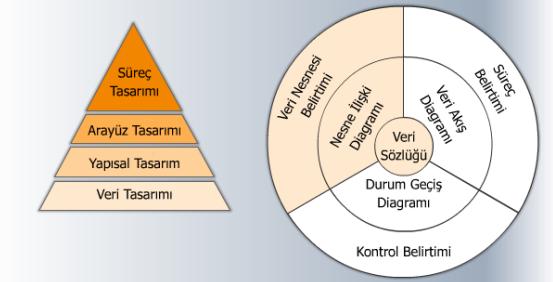 Süreç
Tasarımı
Arayüz Tasarımı
Yapısal Tasarım
Veri Tasarımı
Veri Nesnesi
Belirtimi
Nesne İlişki
Diagramı
Süreç
Belirtimi
Veri Akış
Diagramı
Veri
Sözlüğü
Durum Geçiş
Diagramı
Kontrol Belirtimi